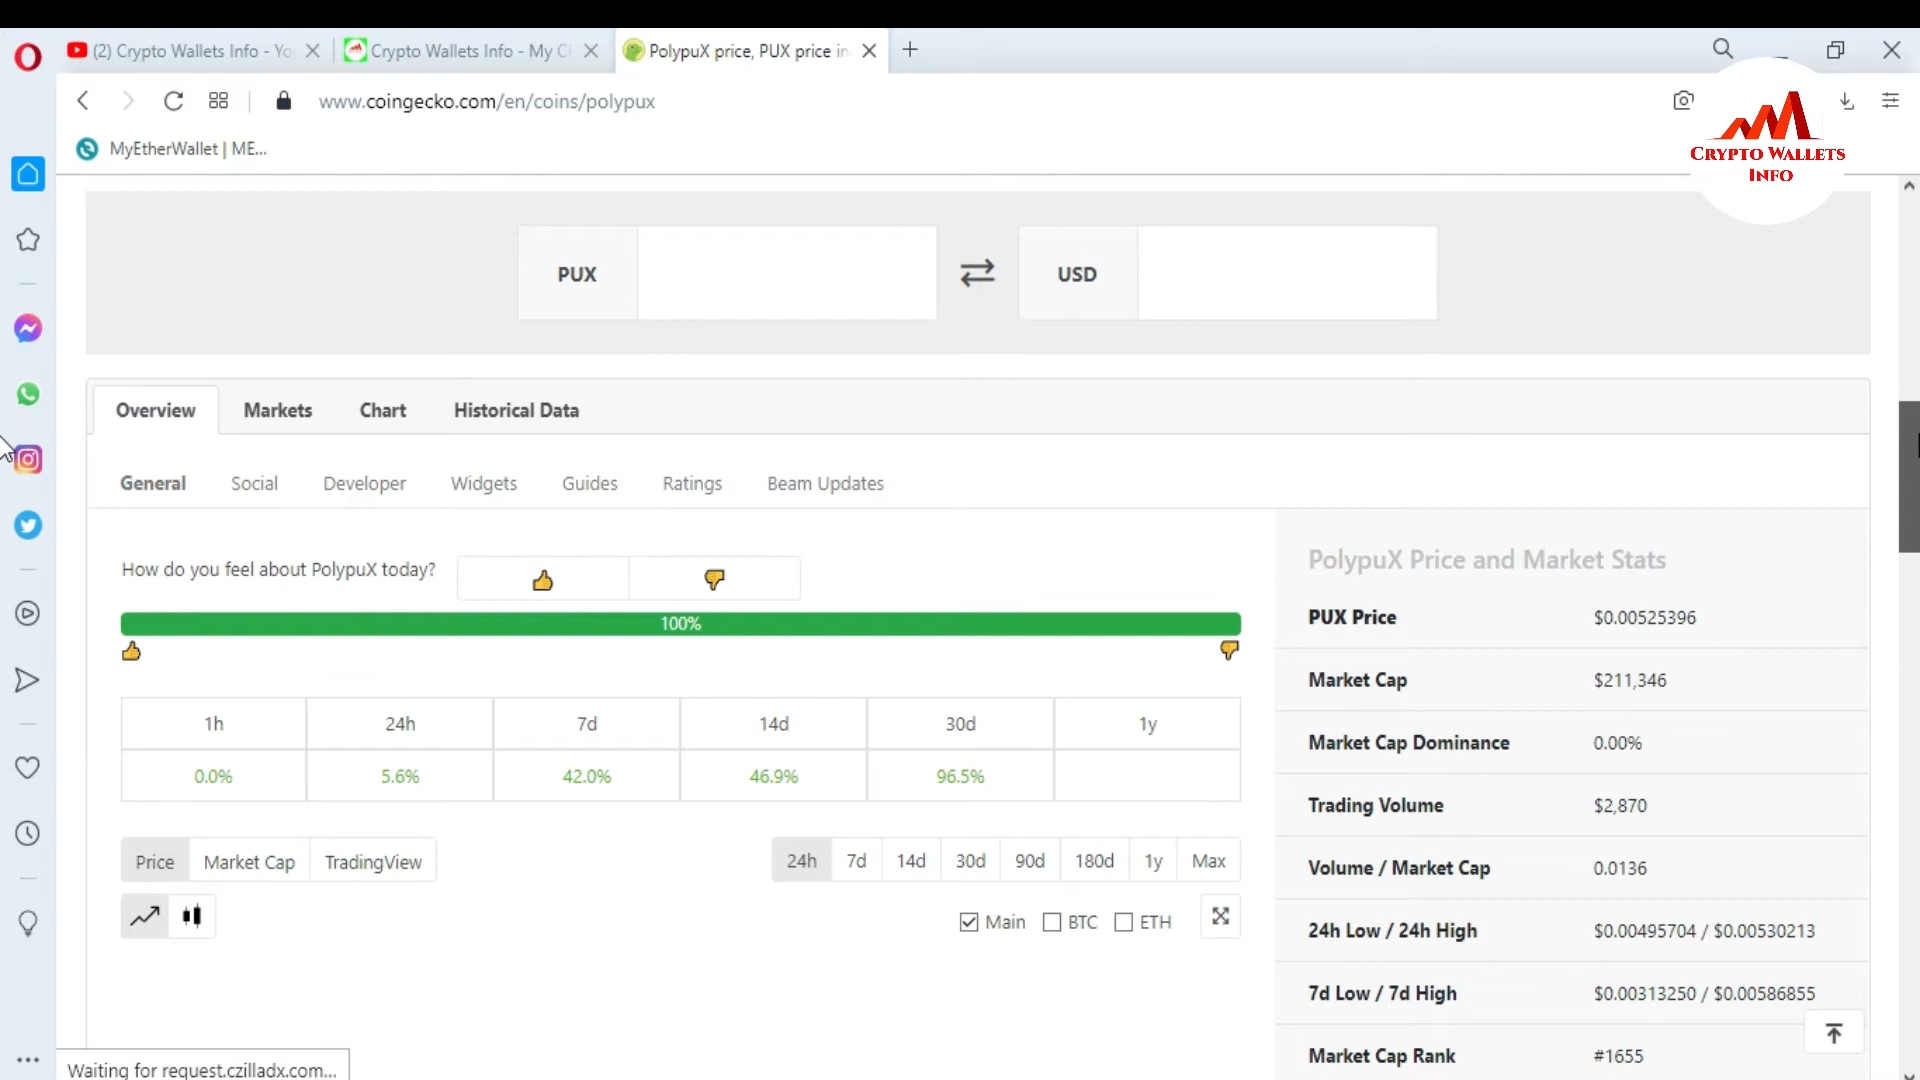 (2) Crypto Wallets Info - Yo
Crypto Wallets Info - My C
PolypuX price, PUX price in
www.coingecko.com/en/coins/polypux
MyEtherWallet | ME...
CRYPTO WALLETS
INFO
PUX
USD
Overview Markets Chart Historical Data
General Social Developer Widgets Guides Ratings Beam Updates
How do you feel about PolypuX today?
100%
1h 24h 7d 14d 30d 1y
0.0% 5.6% 42.0% 46.9% 96.5%
Price Market Cap TradingView
24h 7d 14d 30d 90d 180d 1y Max
Main BTC ETH
PolypuX Price and Market Stats
PUX Price $0.00525396
Market Cap $211,346
Market Cap Dominance 0.00%
Trading Volume $2,870
Volume / Market Cap 0.0136
24h Low / 24h High $0.00495704 / $0.00530213
7d Low / 7d High $0.00313250 / $0.00586855
Market Cap Rank #1655
Waiting for request.czilladx.com...